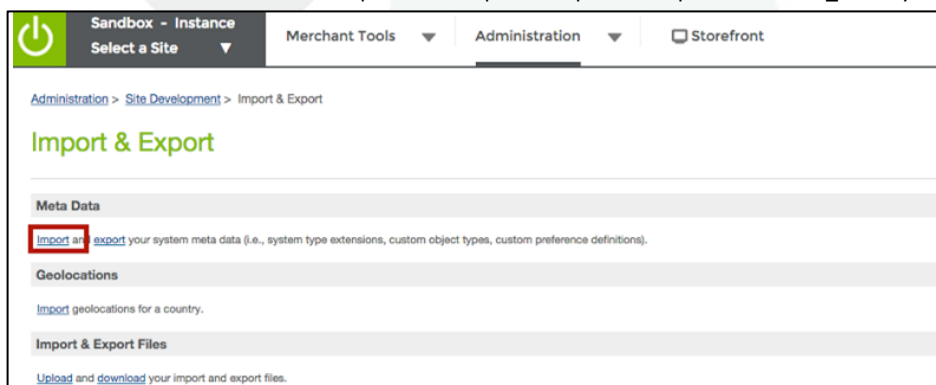 Sandbox - Instance
Select a Site ▼
Merchant Tools
Administration
Storefront
Administration > Site Development > Import & Export
Import & Export
Meta Data
Import and export your system meta data (i.e., system type extensions, custom object types, custom preference definitions).
Geolocations
Import geolocations for a country.
Import & Export Files
Upload and download your import and export files.